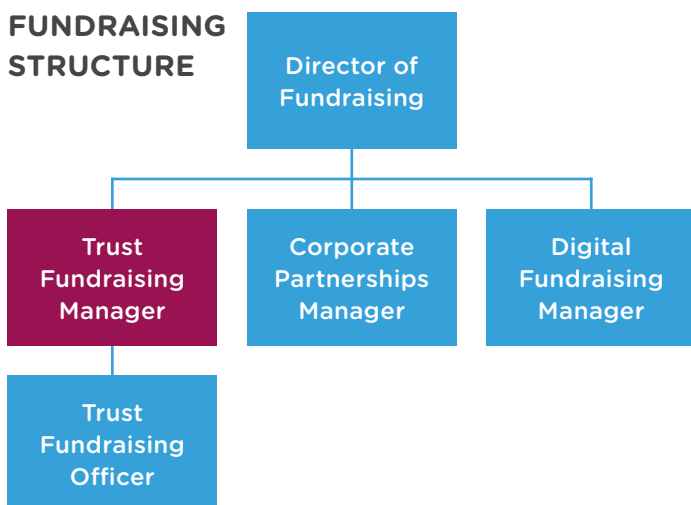 FUNDRAISING
STRUCTURE
Director of
Fundraising
Trust
Fundraising
Manager
Corporate
Partnerships
Manager
Digital
Fundraising
Manager
Trust
Fundraising
Officer